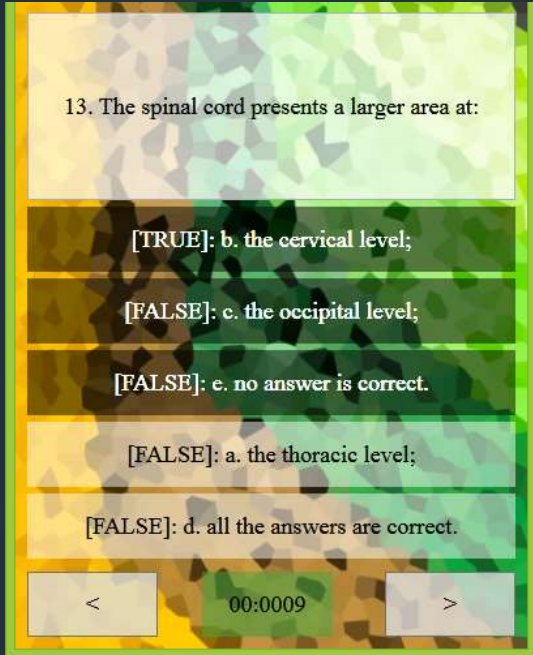 13. The spinal cord presents a larger area at:
[TRUE]: b. the cervical level;
[FALSE]: c. the occipital level;
[FALSE]: e. no answer is correct.
[FALSE]: a. the thoracic level;
[FALSE]: d. all the answers are correct.
< 00:0009 >